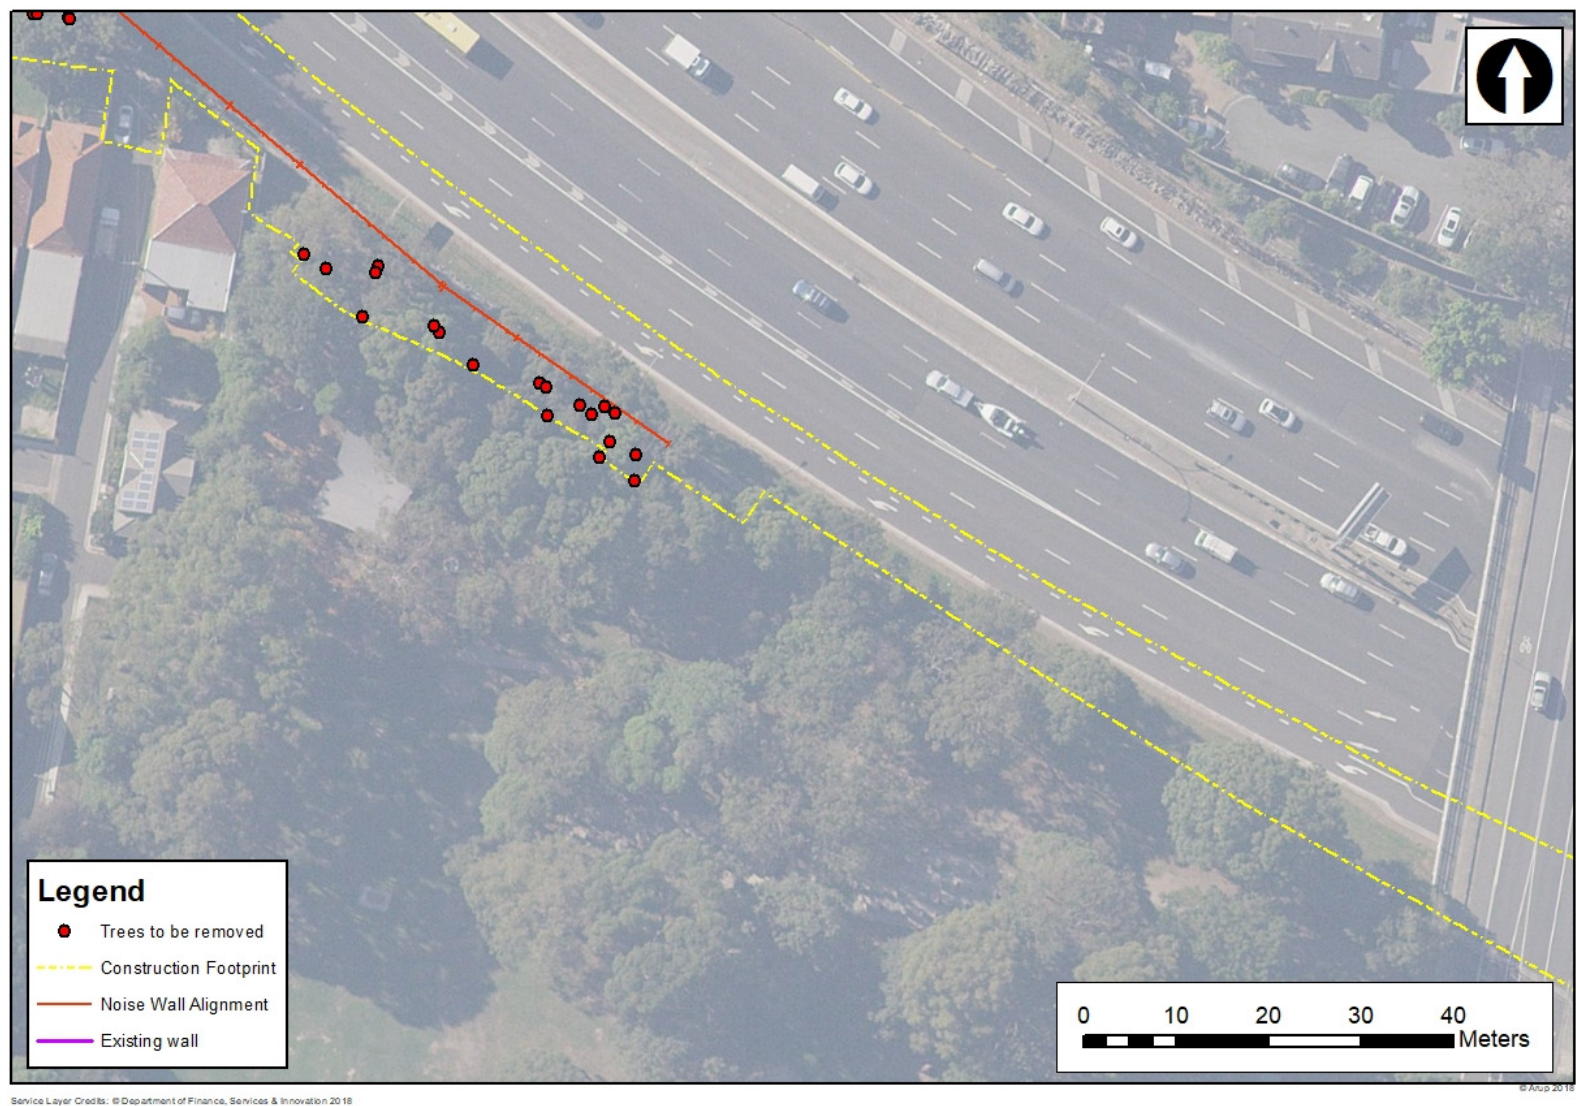 Legend
Trees to be removed
Construction Footprint
Noise Wall Alignment
Existing wall
0 10 20 30 40
Meters
© Arup 2018
Service Layer Credits: © Department of Finance, Services & Innovation 2018